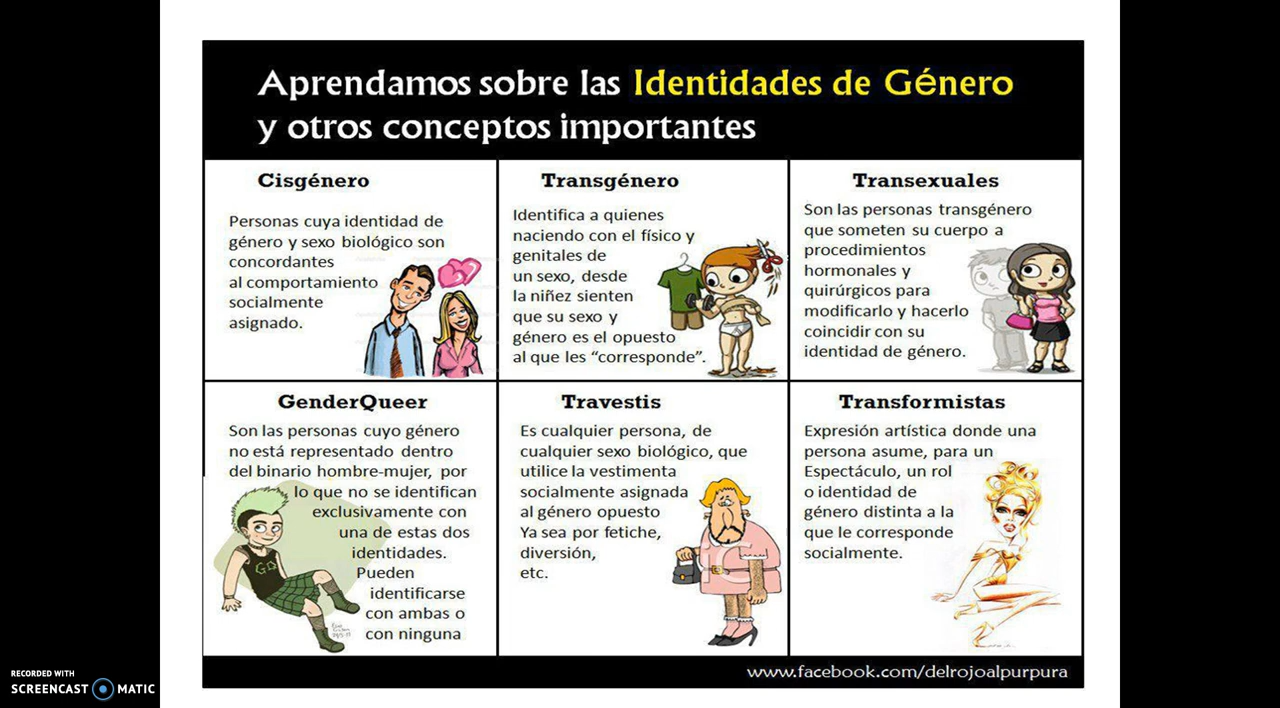 Aprendamos sobre las Identidades de Género
y otros conceptos importantes
Cisgénero
Personas cuya identidad de
género y sexo biológico son
concordantes
al comportamiento
socialmente
asignado.
Transgénero
Identifica a quienes
naciendo con el físico y
genitales de
un sexo, desde
la niñez sienten
que su sexo y
género es el opuesto
al que les “corresponde”.
Transexuales
Son las personas transgénero
que someten su cuerpo a
procedimientos
hormonales y
quirúrgicos para
modificarlo y hacerlo
coincidir con su
identidad de género.
GenderQueer
Son las personas cuyo género
no está representado dentro
del binario hombre-mujer, por
lo que no se identifican
exclusivamente con
una de estas dos
identidades.
Pueden
identificarse
con ambas o
con ninguna
Travestis
Es cualquier persona, de
cualquier sexo biológico, que
utilice la vestimenta
socialmente asignada
al género opuesto
Ya sea por fetiche,
diversión,
etc.
Transformistas
Expresión artística donde una
persona asume, para un
Espectáculo, un rol
o identidad de
género distinta a la
que le corresponde
socialmente.
www.facebook.com/delrojoalpurpura
RECORDED WITH
SCREENCAST MATIC